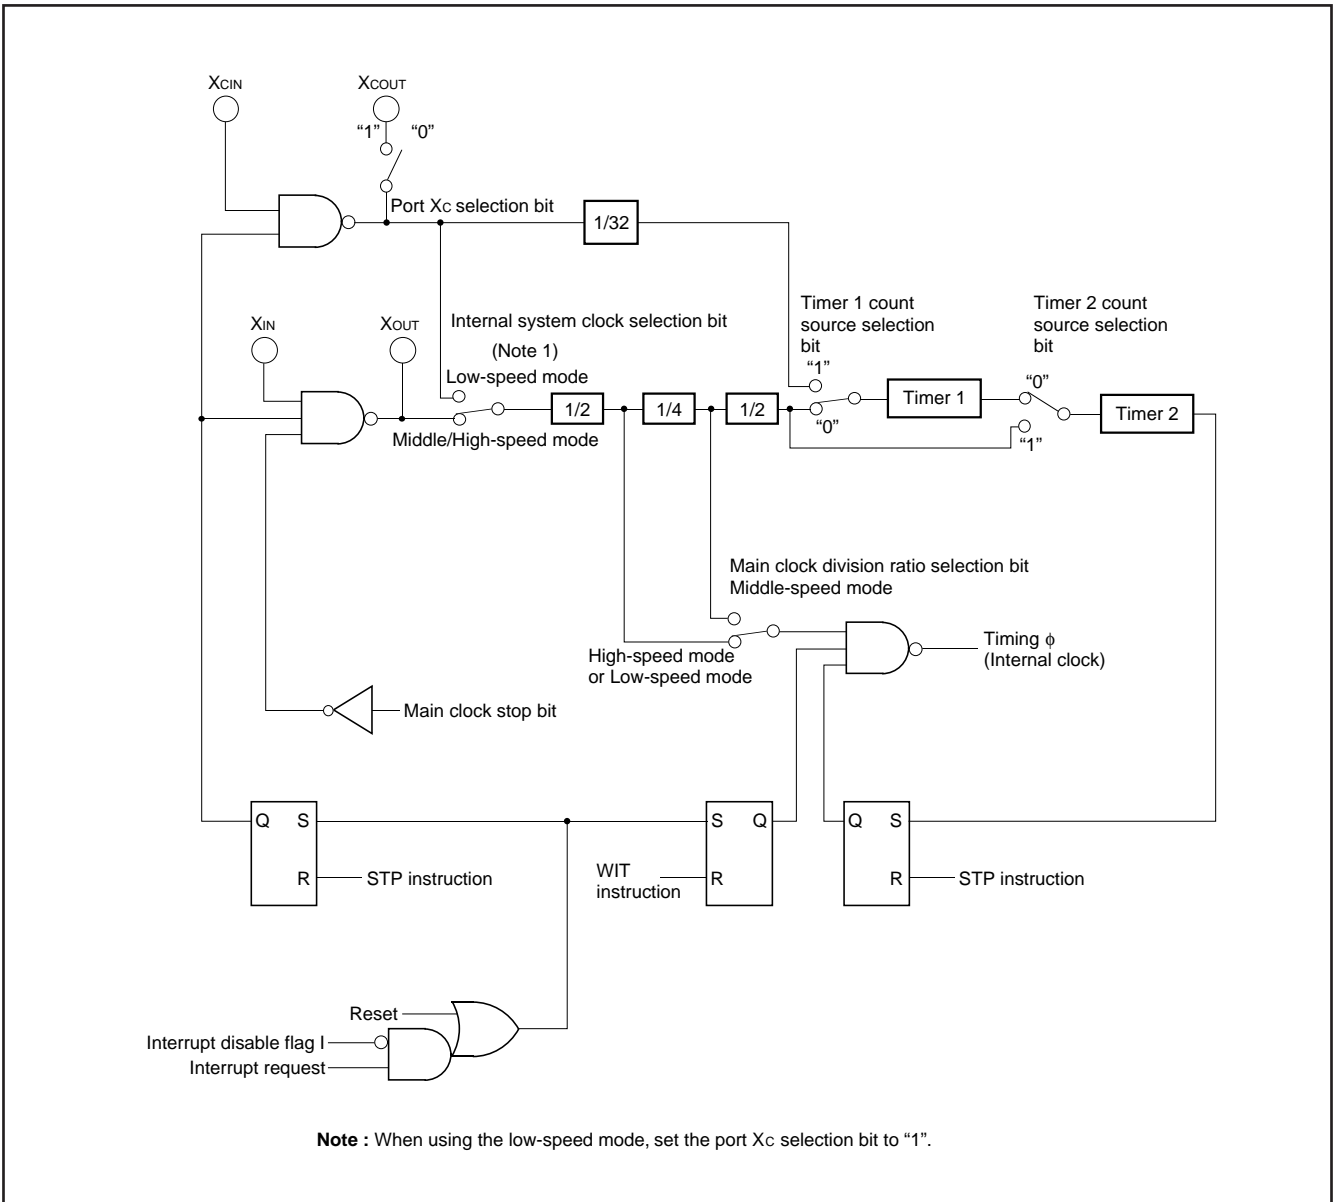 XCIN
XCOUT
“1” “0”
Port XC selection bit
1/32
XIN
XOUT
Internal system clock selection bit
(Note 1)
Low-speed mode
Middle/High-speed mode
1/2
1/4
1/2
Timer 1 count
source selection
bit
“1”
“0”
Timer 1
Timer 2 count
source selection
bit
“0”
“1”
Timer 2
Main clock division ratio selection bit
Middle-speed mode
High-speed mode
or Low-speed mode
Timing ϕ
(Internal clock)
Main clock stop bit
Q S
R
STP instruction
S Q
R
WIT
instruction
Q S
R
STP instruction
Reset
Interrupt disable flag I
Interrupt request
Note : When using the low-speed mode, set the port XC selection bit to “1”.